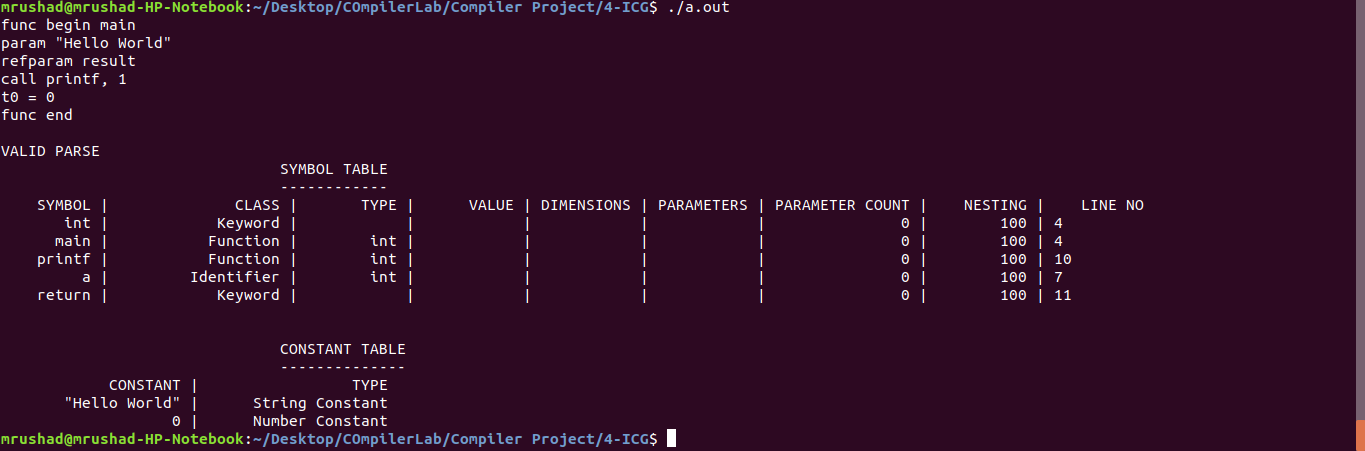 mrushad@mrushad-HP-Notebook:~/Desktop/COmpilerLab/Compiler Project/4-ICG$ ./a.out
func begin main
param "Hello World"
refparam result
call printf, 1
t0 = 0
func end
VALID PARSE
SYMBOL TABLE
------------
SYMBOL | CLASS | TYPE | VALUE | DIMENSIONS | PARAMETERS | PARAMETER COUNT | NESTING | LINE NO
int | Keyword | | | | | 0 | 100 | 4
main | Function | int | | | | 0 | 100 | 4
printf | Function | int | | | | 0 | 100 | 10
a | Identifier | int | | | | 0 | 100 | 7
return | Keyword | | | | | 0 | 100 | 11
CONSTANT TABLE
--------------
CONSTANT | TYPE
"Hello World" | String Constant
0 | Number Constant
mrushad@mrushad-HP-Notebook:~/Desktop/COmpilerLab/Compiler Project/4-ICG$